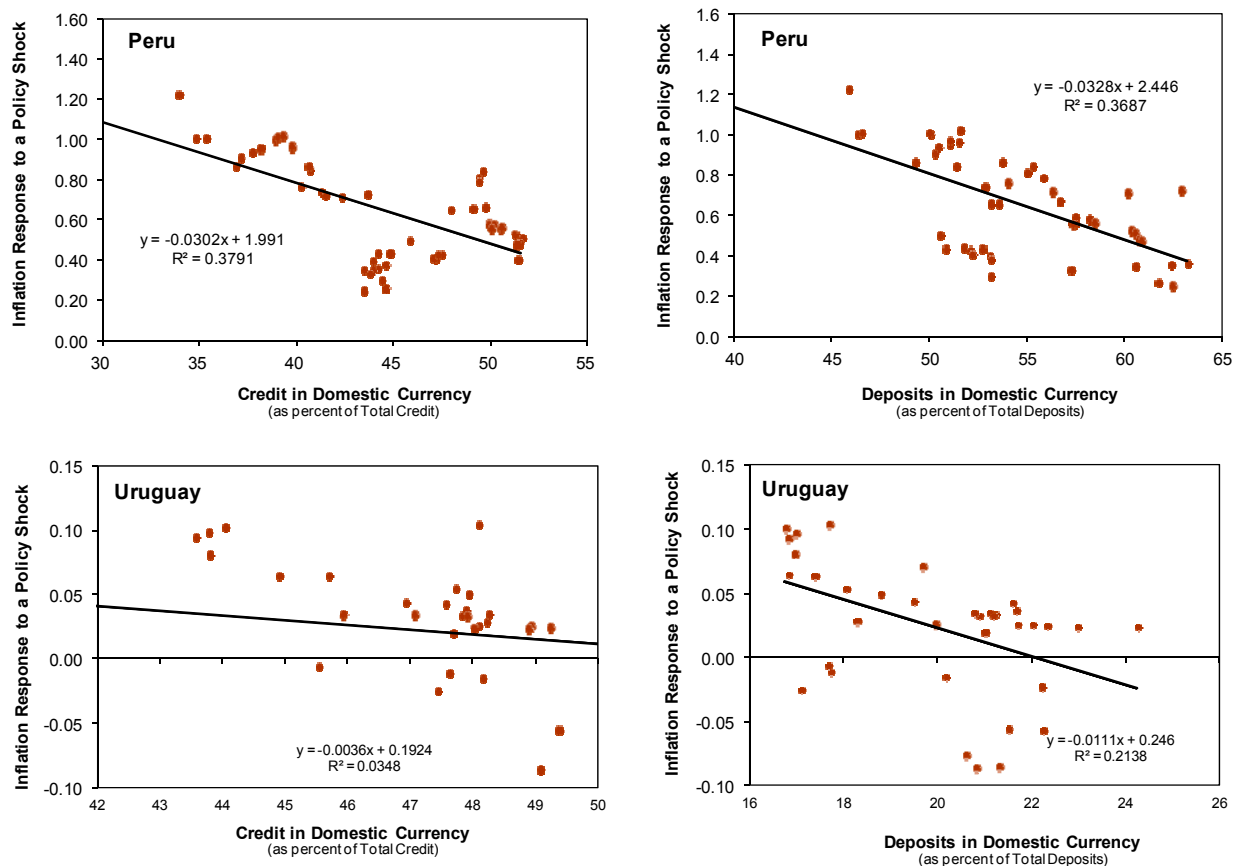 Peru
Inflation Response to a Policy Shock
1.60
1.40
1.20
1.00
0.80
0.60
0.40
0.20
0.00
y = -0.0302x + 1.991
R² = 0.3791
30 35 40 45 50 55
Credit in Domestic Currency
(as percent of Total Credit)
Peru
Inflation Response to a Policy Shock
1.6
1.4
1.2
1.0
0.8
0.6
0.4
0.2
0.0
y = -0.0328x + 2.446
R² = 0.3687
40 45 50 55 60 65
Deposits in Domestic Currency
(as percent of Total Deposits)
Uruguay
Inflation Response to a Policy Shock
0.15
0.10
0.05
0.00
-0.05
-0.10
y = -0.0036x + 0.1924
R² = 0.0348
42 43 44 45 46 47 48 49 50
Credit in Domestic Currency
(as percent of Total Credit)
Uruguay
Inflation Response to a Policy Shock
0.15
0.10
0.05
0.00
-0.05
-0.10
y = -0.0111x + 0.246
R² = 0.2138
16 18 20 22 24 26
Deposits in Domestic Currency
(as percent of Total Deposits)